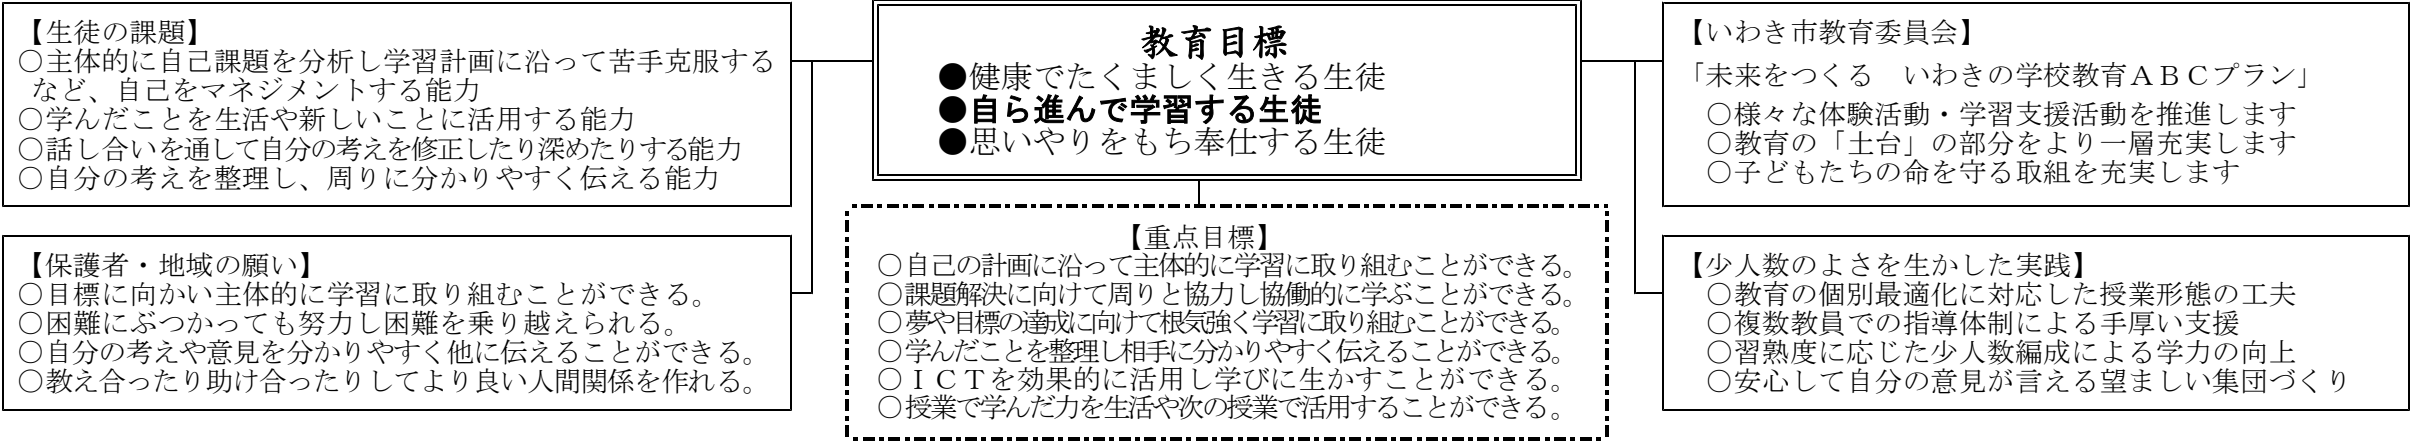 【生徒の課題】
○主体的に自己課題を分析し学習計画に沿って苦手克服する
など、自己をマネジメントする能力
○学んだことを生活や新しいことに活用する能力
○話し合いを通して自分の考えを修正したり深めたりする能力
○自分の考えを整理し、周りに分かりやすく伝える能力
【保護者・地域の願い】
○目標に向かい主体的に学習に取り組むことができる。
○困難にぶつかっても努力し困難を乗り越えられる。
○自分の考えや意見を分かりやすく他に伝えることができる。
○教え合ったり助け合ったりしてより良い人間関係を作れる。
教育目標
●健康でたくましく生きる生徒
●自ら進んで学習する生徒
●思いやりをもち奉仕する生徒
【重点目標】
○自己の計画に沿って主体的に学習に取り組むことができる。
○課題解決に向けて周りと協力し協働的に学ぶことができる。
○夢や目標の達成に向けて根気強く学習に取り組むことができる。
○学んだことを整理し相手に分かりやすく伝えることができる。
○ＩＣＴを効果的に活用し学びに生かすことができる。
○授業で学んだ力を生活や次の授業で活用することができる。
【いわき市教育委員会】
「未来をつくる　いわきの学校教育ＡＢＣプラン」
○様々な体験活動・学習支援活動を推進します
○教育の「土台」の部分をより一層充実します
○子どもたちの命を守る取組を充実します
【少人数のよさを生かした実践】
○教育の個別最適化に対応した授業形態の工夫
○複数教員での指導体制による手厚い支援
○習熟度に応じた少人数編成による学力の向上
○安心して自分の意見が言える望ましい集団づくり